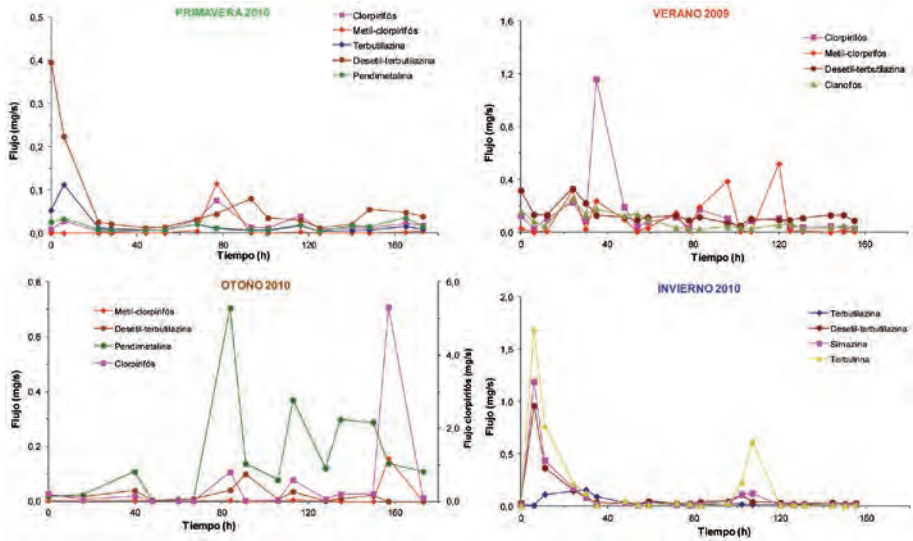 PRIMAVERA 2010
Clorpirifós
Metil-clorpirifós
Terbutilazina
Desetil-terbutilazina
Pendimetalina
Flujo (mg/s)
0,5
0,4
0,3
0,2
0,1
0,0
0
40
80
120
160
Tiempo (h)
VERANO 2009
Clorpirifós
Metil-clorpirifós
Desetil-terbutilazina
Cianofós
Flujo (mg/s)
1,6
1,2
0,8
0,4
0,0
0
40
80
120
160
Tiempo (h)
OTOÑO 2010
Metil-clorpirifós
Desetil-terbutilazina
Pendimetalina
Clorpirifós
Flujo (mg/s)
0,8
0,6
0,4
0,2
0,0
6,0
4,0
2,0
0,0
Flujo clorpirifós (mg/s)
0
40
80
120
160
Tiempo (h)
INVIERNO 2010
Terbutilazina
Desetil-terbutilazina
Simazina
Terbutrina
Flujo (mg/s)
2,0
1,5
1,0
0,5
0,0
0
40
80
120
160
Tiempo (h)